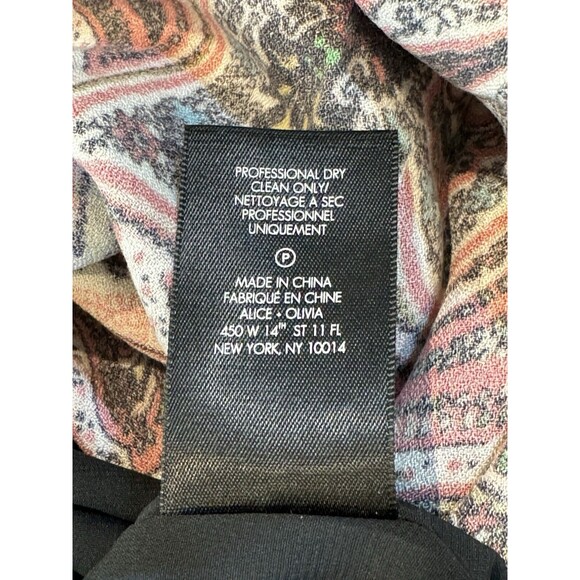 PROFESSIONAL DRY
CLEAN ONLY/
NETTOYAGE A SEC
PROFESSIONNEL
UNIQUEMENT
P
MADE IN CHINA
FABRIQUÉ EN CHINE
ALICE + OLIVIA
450 W 14TH ST 11 FL
NEW YORK, NY 10014